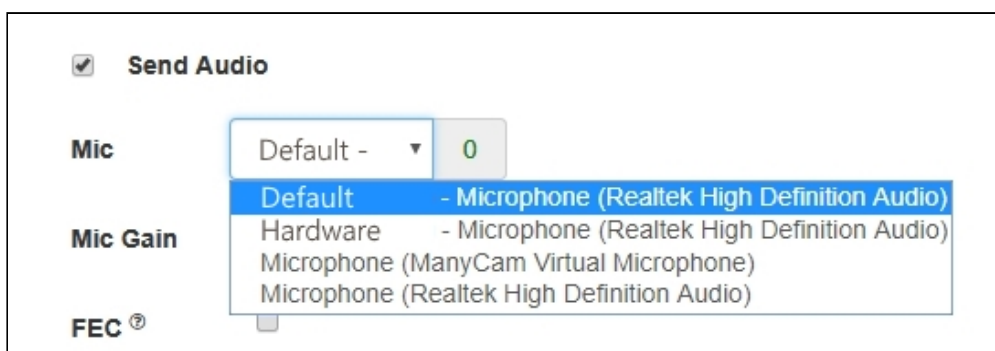 Send Audio
Mic Default - 0
Default - Microphone (Realtek High Definition Audio)
Hardware - Microphone (Realtek High Definition Audio)
Mic Gain
Microphone (ManyCam Virtual Microphone)
Microphone (Realtek High Definition Audio)
FEC ?